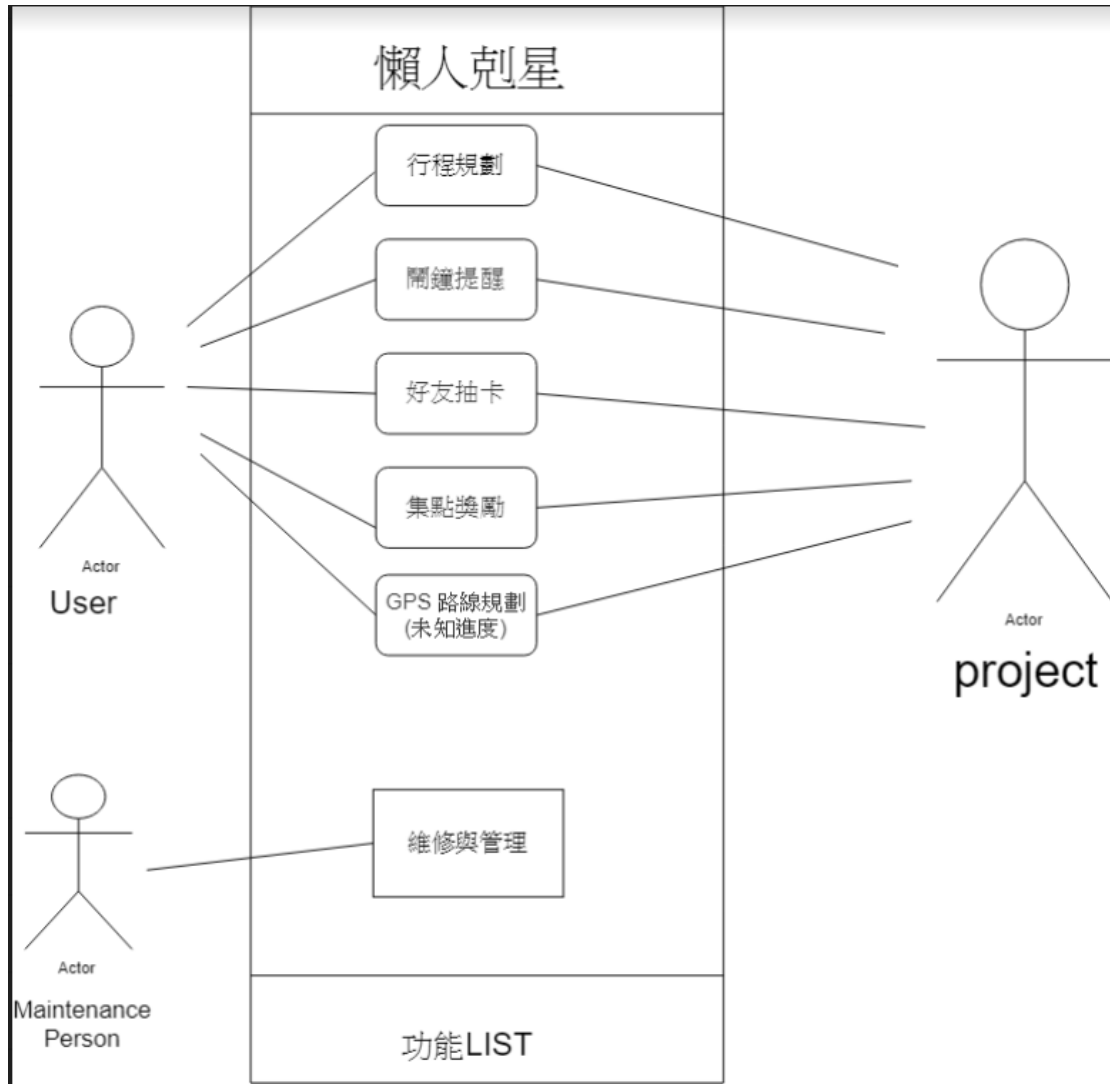 懶人剋星
行程規劃
鬧鐘提醒
好友抽卡
集點獎勵
GPS 路線規劃
(未知進度)
Actor
User
Actor
project
維修與管理
Actor
Maintenance
Person
功能LIST